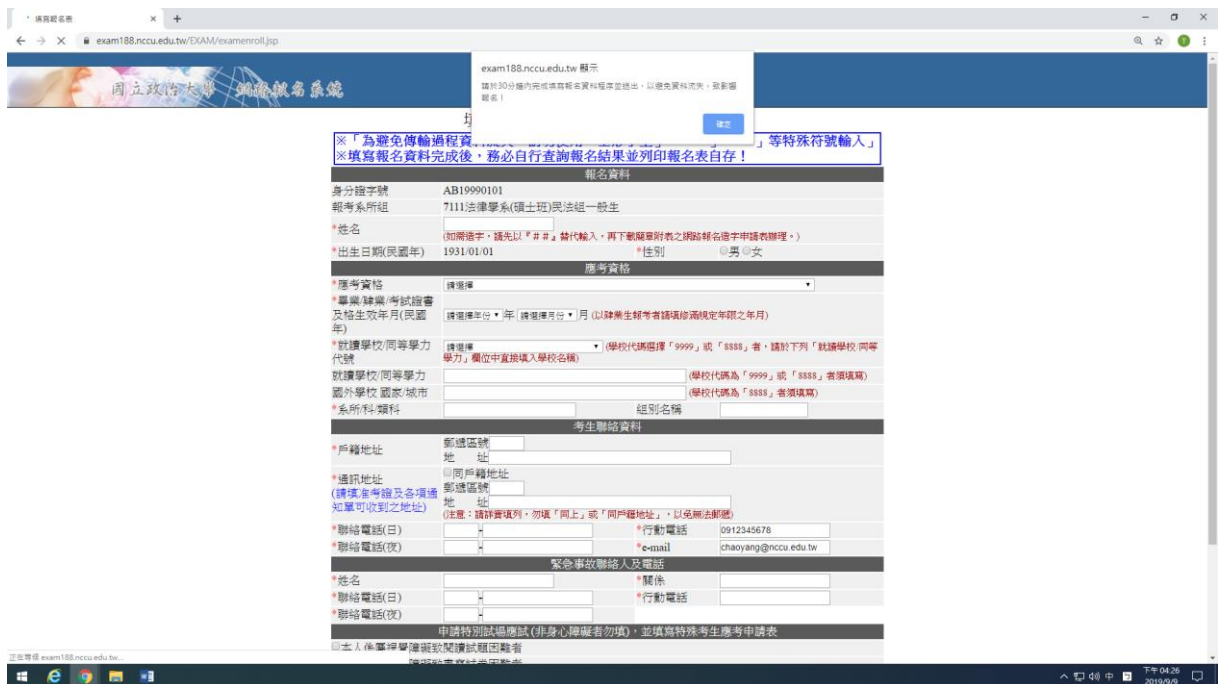 填寫報名表
exam188.nccu.edu.tw/EXAM/examenroll.jsp
國立政治大學 網路報名系統
exam188.nccu.edu.tw 顯示
請於30分鐘內完成填寫報名資料程序並送出，以避免資料流失，致影響
報名！
確定
※「為避免傳輸過程資
」等特殊符號輸入」
※填寫報名資料完成後，務必自行查詢報名結果並列印報名表自存！
報名資料
身分證字號 AB19990101
報考系所組 7111法律學系(碩士班)民法組一般生
*姓名
(如需造字，請先以『##』替代輸入，再下載簡章附表之網路報名造字申請表辦理。)
*出生日期(民國年) 1931/01/01 *性別 男 女
應考資格
*應考資格 請選擇
*畢業/肄業/考試證書
及格生效年月(民國
年)
請選擇年份 年 請選擇月份 月 (以肄業生報考者請填修滿規定年限之年月)
*就讀學校/同等學力
代號
請選擇 (學校代碼選擇「9999」或「8888」者，請於下列「就讀學校/同等
學力」欄位中直接填入學校名稱)
就讀學校/同等學力 (學校代碼為「9999」或「8888」者須填寫)
國外學校 國家/城市 (學校代碼為「8888」者須填寫)
*系所/科/類科 組別名稱
考生聯絡資料
*戶籍地址
郵遞區號
地 址
*通訊地址
(請填准考證及各項通
知單可收到之地址)
同戶籍地址
郵遞區號
地 址
(注意：請詳實填列，勿填「同上」或「同戶籍地址」，以免無法郵遞)
*聯絡電話(日) - *行動電話 0912345678
*聯絡電話(夜) - *e-mail chaoyang@nccu.edu.tw
緊急事故聯絡人及電話
*姓名 *關係
*聯絡電話(日) - *行動電話
*聯絡電話(夜) -
申請特別試場應試(非身心障礙者勿填)，並填寫特殊考生應考申請表
本人係屬視覺障礙致閱讀試題困難者
正在等候 exam188.nccu.edu.tw...
中
下午 04:26
2019/9/9